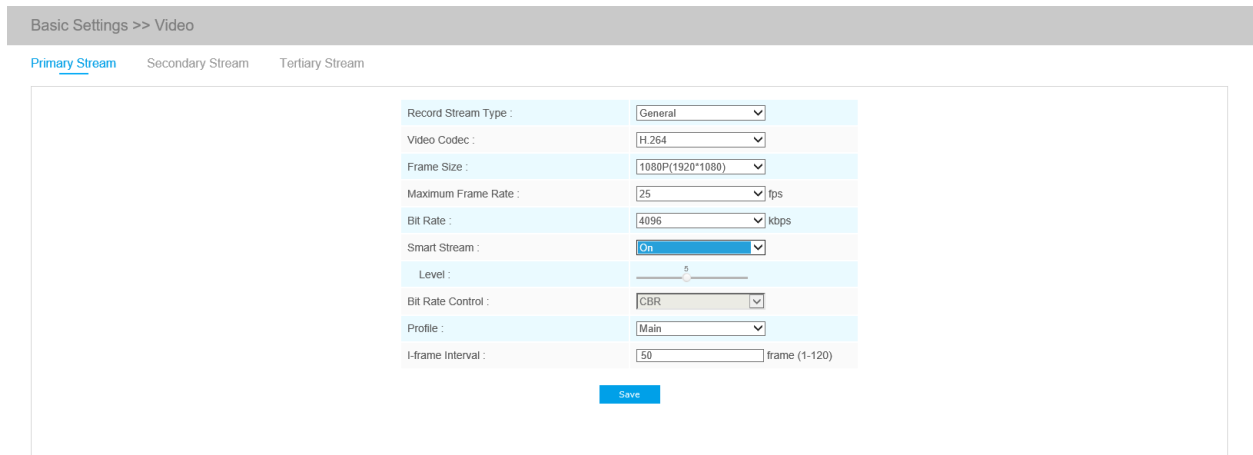 Basic Settings >> Video
Primary Stream Secondary Stream Tertiary Stream
Record Stream Type : General
Video Codec : H.264
Frame Size : 1080P(1920*1080)
Maximum Frame Rate : 25 fps
Bit Rate : 4096 kbps
Smart Stream : On
Level : 5
Bit Rate Control : CBR
Profile : Main
I-frame Interval : 50 frame (1-120)
Save